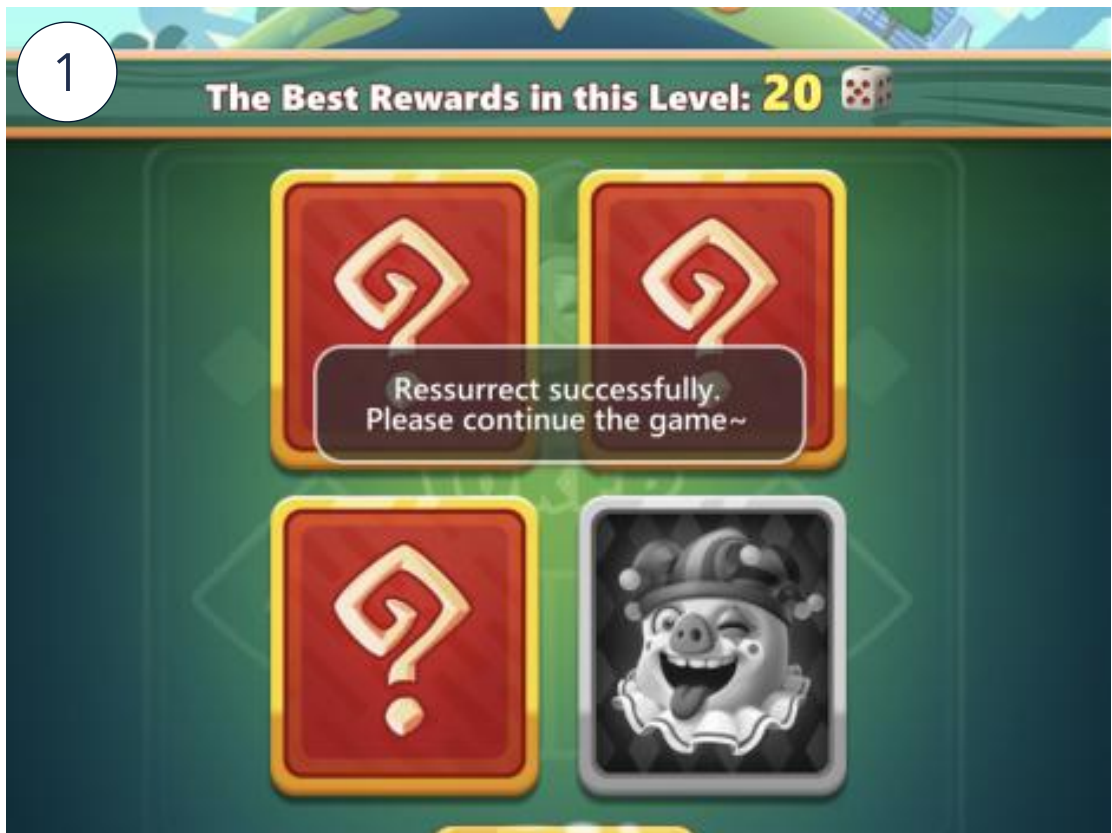 1
The Best Rewards in this Level: 20
Ressurrect successfully.
Please continue the game~